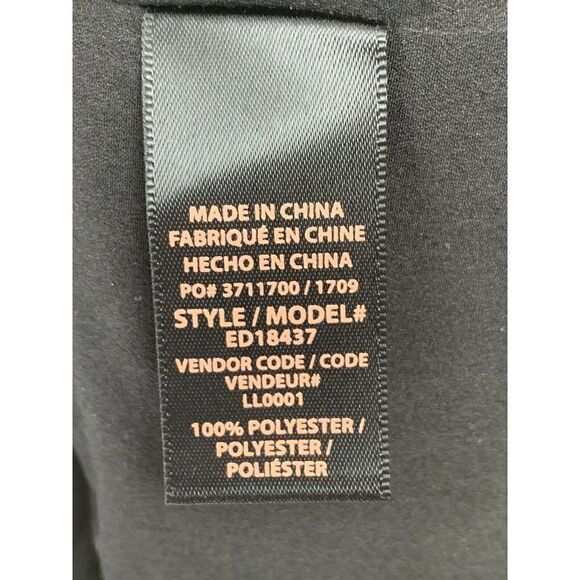 MADE IN CHINA
FABRIQUÉ EN CHINE
HECHO EN CHINA
PO# 3711700 / 1709
STYLE / MODEL#
ED18437
VENDOR CODE / CODE
VENDEUR#
LL0001
100% POLYESTER /
POLYESTER /
POLIÉSTER